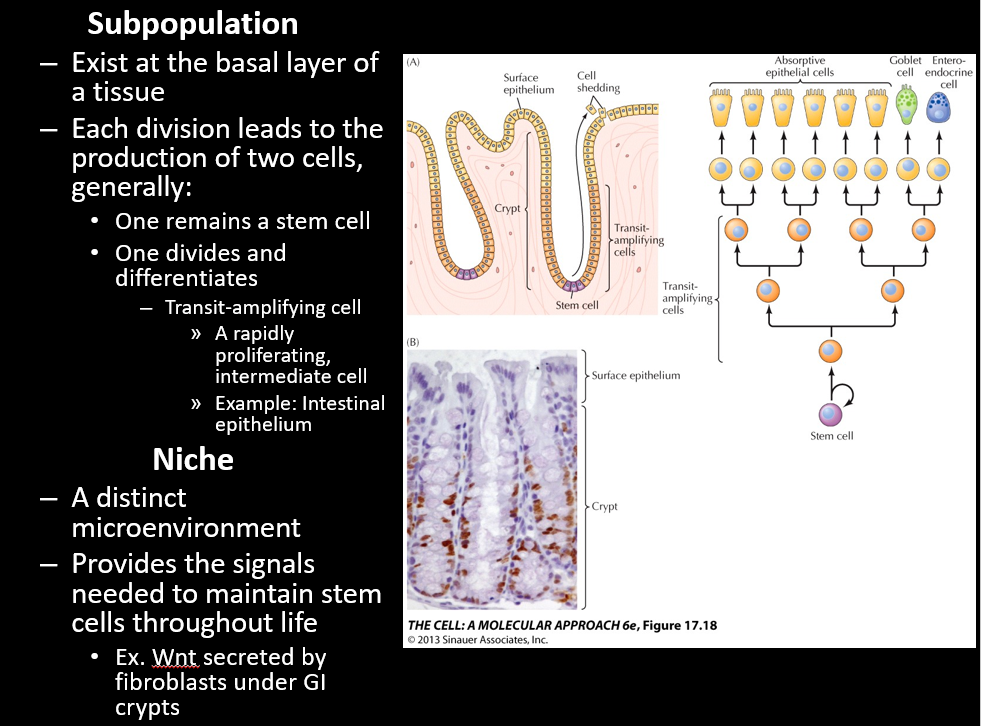 Subpopulation
– Exist at the basal layer of
a tissue
– Each division leads to the
production of two cells,
generally:
• One remains a stem cell
• One divides and
differentiates
– Transit-amplifying cell
» A rapidly
proliferating,
intermediate cell
» Example: Intestinal
epithelium
Niche
– A distinct
microenvironment
– Provides the signals
needed to maintain stem
cells throughout life
• Ex. Wnt secreted by
fibroblasts under GI
crypts
(A)
Surface
epithelium
Cell
shedding
Crypt
Transit-
amplifying
cells
Stem cell
Absorptive
epithelial cells
Goblet
cell
Entero-
endocrine
cell
Transit-
amplifying
cells
Stem cell
(B)
Surface epithelium
Crypt
THE CELL: A MOLECULAR APPROACH 6e, Figure 17.18
© 2013 Sinauer Associates, Inc.